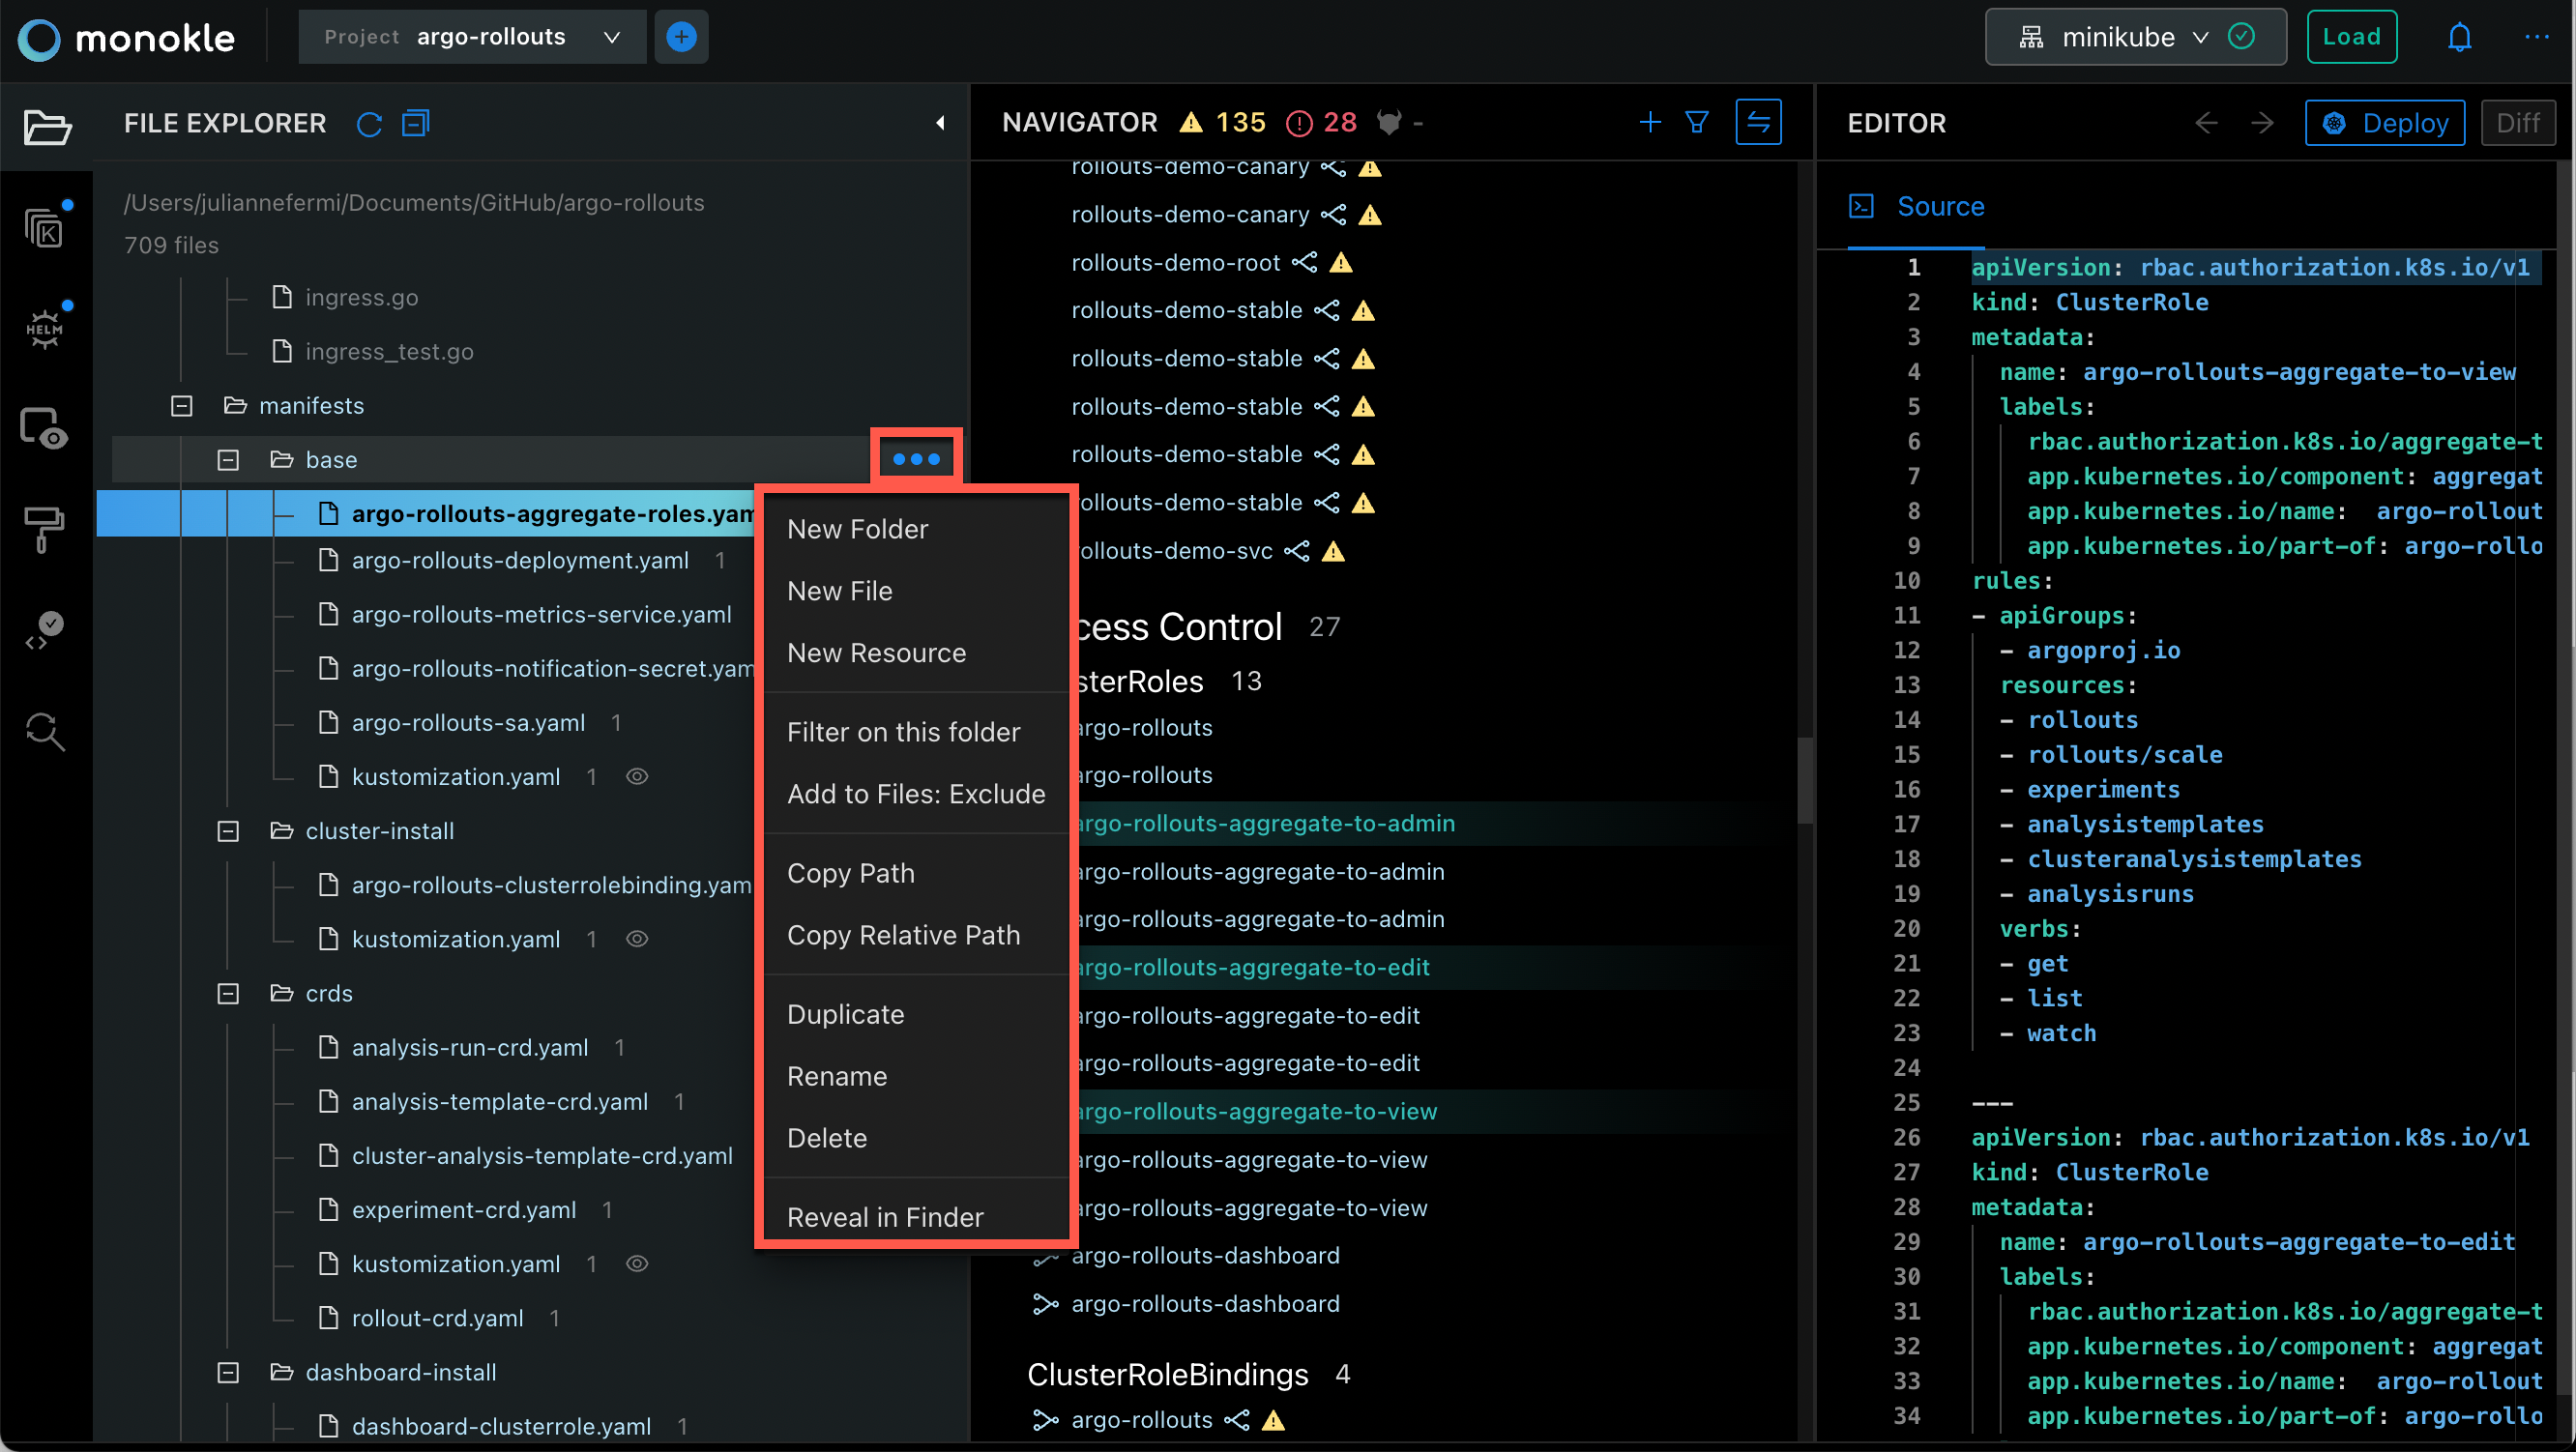 monokle
Project argo-rollouts
minikube
Load
FILE EXPLORER
/Users/juliannefermi/Documents/GitHub/argo-rollouts
709 files
ingress.go
ingress_test.go
manifests
base
argo-rollouts-aggregate-roles.yam
argo-rollouts-deployment.yaml 1
argo-rollouts-metrics-service.yaml
argo-rollouts-notification-secret.yam
argo-rollouts-sa.yaml 1
kustomization.yaml 1
cluster-install
argo-rollouts-clusterrolebinding.yam
kustomization.yaml 1
crds
analysis-run-crd.yaml 1
analysis-template-crd.yaml 1
cluster-analysis-template-crd.yaml
experiment-crd.yaml 1
kustomization.yaml 1
rollout-crd.yaml 1
dashboard-install
dashboard-clusterrole.yaml 1
K
HELM
New Folder
New File
New Resource
Filter on this folder
Add to Files: Exclude
Copy Path
Copy Relative Path
Duplicate
Rename
Delete
Reveal in Finder
NAVIGATOR 135 28 -
rollouts-demo-canary
rollouts-demo-canary
rollouts-demo-root
rollouts-demo-stable
rollouts-demo-stable
rollouts-demo-stable
rollouts-demo-stable
rollouts-demo-stable
ollouts-demo-svc
cess Control 27
sterRoles 13
argo-rollouts
argo-rollouts
argo-rollouts-aggregate-to-admin
argo-rollouts-aggregate-to-admin
argo-rollouts-aggregate-to-admin
argo-rollouts-aggregate-to-edit
argo-rollouts-aggregate-to-edit
argo-rollouts-aggregate-to-edit
argo-rollouts-aggregate-to-view
argo-rollouts-aggregate-to-view
argo-rollouts-aggregate-to-view
argo-rollouts-dashboard
argo-rollouts-dashboard
ClusterRoleBindings 4
argo-rollouts
EDITOR
Deploy
Diff
Source
1 apiVersion: rbac.authorization.k8s.io/v1
2 kind: ClusterRole
3 metadata:
4 name: argo-rollouts-aggregate-to-view
5 labels:
6 rbac.authorization.k8s.io/aggregate-t
7 app.kubernetes.io/component: aggregat
8 app.kubernetes.io/name: argo-rollout
9 app.kubernetes.io/part-of: argo-rollo
10 rules:
11 - apiGroups:
12 - argoproj.io
13 resources:
14 - rollouts
15 - rollouts/scale
16 - experiments
17 - analysistemplates
18 - clusteranalysistemplates
19 - analysisruns
20 verbs:
21 - get
22 - list
23 - watch
24
25 ---
26 apiVersion: rbac.authorization.k8s.io/v1
27 kind: ClusterRole
28 metadata:
29 name: argo-rollouts-aggregate-to-edit
30 labels:
31 rbac.authorization.k8s.io/aggregate-t
32 app.kubernetes.io/component: aggregat
33 app.kubernetes.io/name: argo-rollout
34 app.kubernetes.io/part-of: argo-rollo